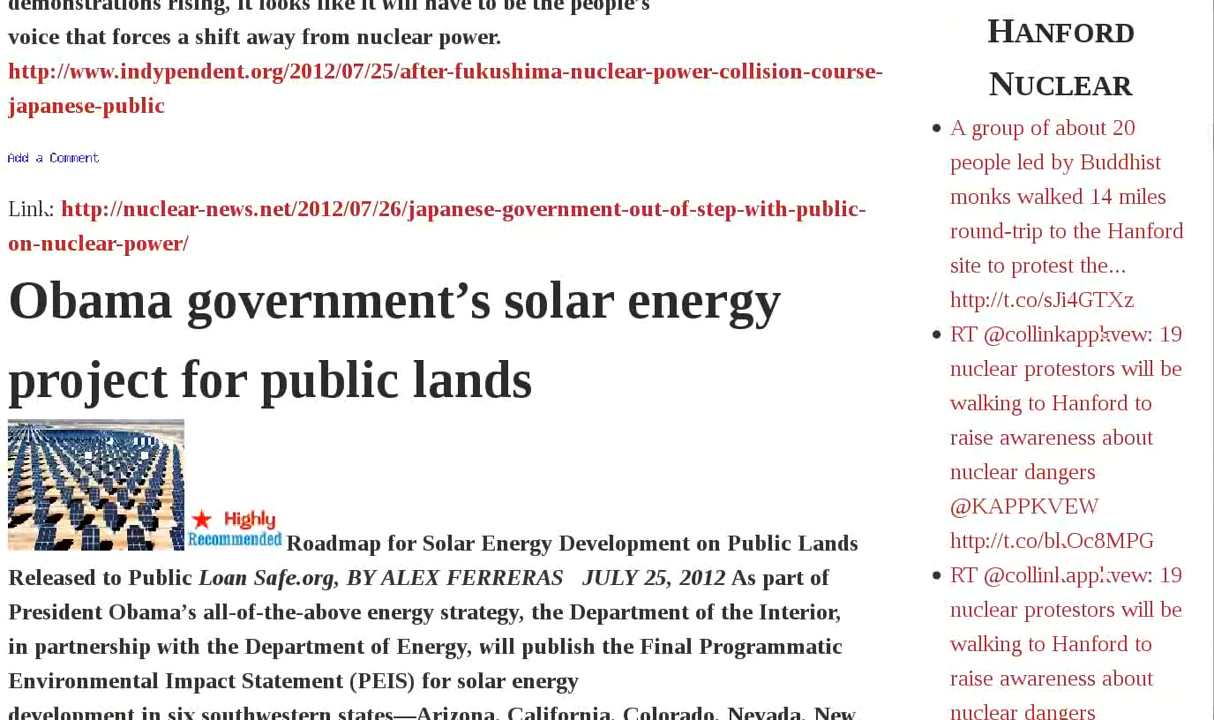 demonstrations rising, it looks like it will have to be the people's
voice that forces a shift away from nuclear power.
http://www.indypendent.org/2012/07/25/after-fukushima-nuclear-power-collision-course-
japanese-public
Add a Comment
Link: http://nuclear-news.net/2012/07/26/japanese-government-out-of-step-with-public-
on-nuclear-power/
Obama government's solar energy
project for public lands
Highly
Recommended
Roadmap for Solar Energy Development on Public Lands
Released to Public Loan Safe.org, BY ALEX FERRERAS JULY 25, 2012 As part of
President Obama's all-of-the-above energy strategy, the Department of the Interior,
in partnership with the Department of Energy, will publish the Final Programmatic
Environmental Impact Statement (PEIS) for solar energy
development in six southwestern states—Arizona, California, Colorado, Nevada, New
Hanford
Nuclear
A group of about 20
people led by Buddhist
monks walked 14 miles
round-trip to the Hanford
site to protest the...
http://t.co/sJi4GTXz
RT @collinkappkvew: 19
nuclear protestors will be
walking to Hanford to
raise awareness about
nuclear dangers
@KAPPKVEW
http://t.co/bkOc8MPG
RT @collinkappkvew: 19
nuclear protestors will be
walking to Hanford to
raise awareness about
nuclear dangers